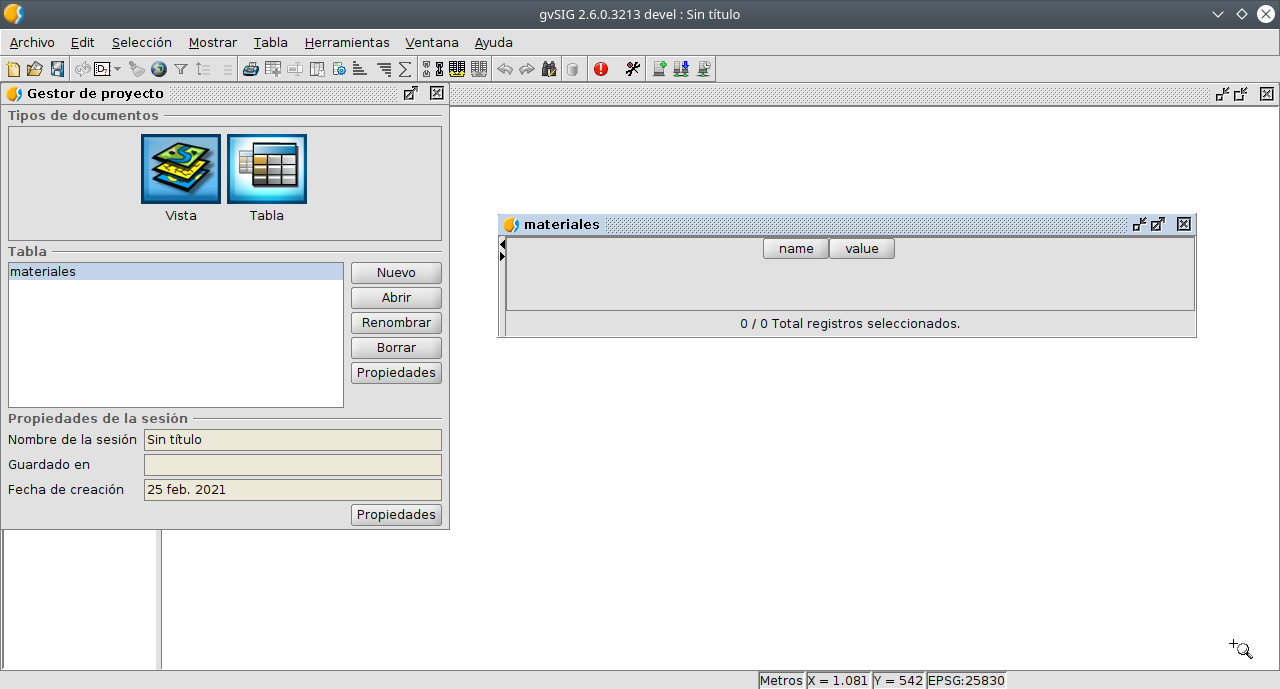 gvSIG 2.6.0.3213 devel : Sin título
Archivo Edit Selección Mostrar Tabla Herramientas Ventana Ayuda
Gestor de proyecto
Tipos de documentos
Vista Tabla
Tabla
materiales
Nuevo
Abrir
Renombrar
Borrar
Propiedades
Propiedades de la sesión
Nombre de la sesión Sin título
Guardado en
Fecha de creación 25 feb. 2021
Propiedades
materiales
name value
0 / 0 Total registros seleccionados.
Metros X = 1.081 Y = 542 EPSG:25830